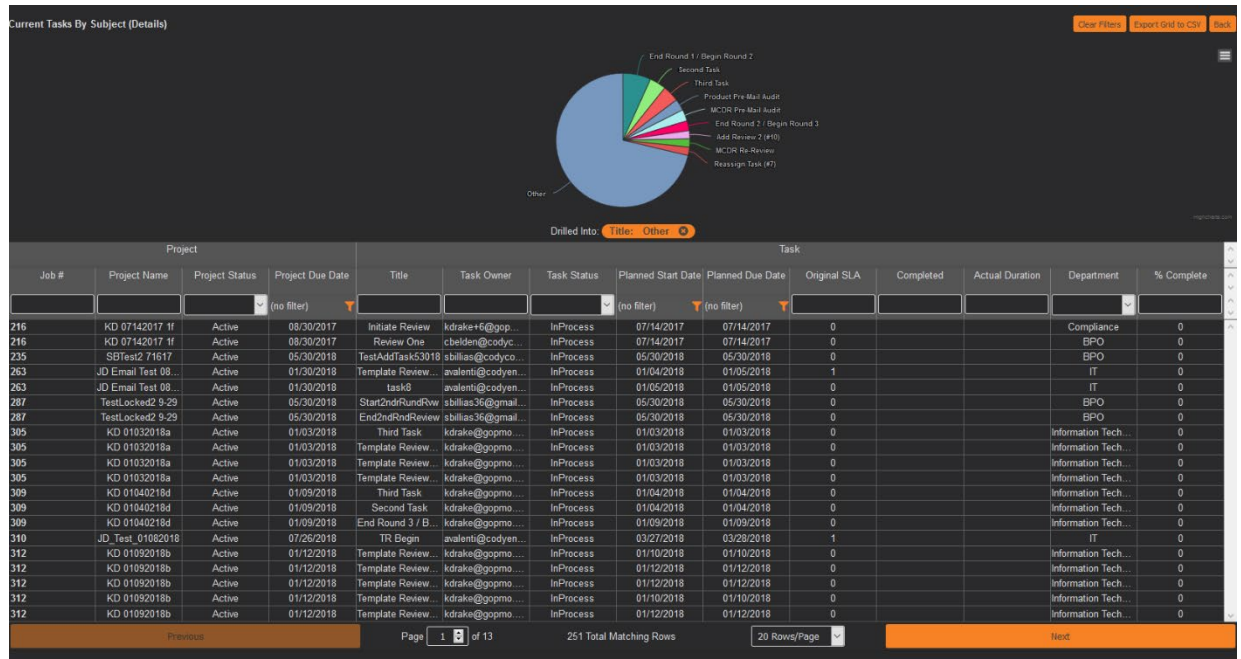 Current Tasks By Subject (Details) Clear Filters Export Grid to CSV Back
End Round 1 / Begin Round 2
Second Task
Third Task
Product Pre-Mail Audit
MCDR Pre-Mail Audit
End Round 2 / Begin Round 3
Add Review 2 (#10)
MCDR Re-Review
Reassign Task (#7)
Other
highcharts.com
Drilled Into: Title: Other
Project Task
Job # Project Name Project Status Project Due Date Title Task Owner Task Status Planned Start Date Planned Due Date Original SLA Completed Actual Duration Department % Complete
(no filter) (no filter) (no filter)
216 KD 07142017 1f Active 08/30/2017 Initiate Review kdrake+6@gop... InProcess 07/14/2017 07/14/2017 0 Compliance 0
216 KD 07142017 1f Active 08/30/2017 Review One cbelden@codyc... InProcess 07/14/2017 07/14/2017 0 BPO 0
235 SBTest2 71617 Active 05/30/2018 TestAddTask53018 sbillias@codyco... InProcess 05/30/2018 05/30/2018 0 BPO 0
263 JD Email Test 08... Active 01/30/2018 Template Review... avalenti@codyen... InProcess 01/04/2018 01/05/2018 1 IT 0
263 JD Email Test 08... Active 01/30/2018 task8 avalenti@codyen... InProcess 01/05/2018 01/05/2018 0 IT 0
287 TestLocked2 9-29 Active 05/30/2018 Start2ndrRundRvw sbillias36@gmail... InProcess 05/30/2018 05/30/2018 0 BPO 0
287 TestLocked2 9-29 Active 05/30/2018 End2ndRndReview sbillias36@gmail... InProcess 05/30/2018 05/30/2018 0 BPO 0
305 KD 01032018a Active 01/03/2018 Third Task kdrake@gopmo.... InProcess 01/03/2018 01/03/2018 0 Information Tech... 0
305 KD 01032018a Active 01/03/2018 Template Review... kdrake@gopmo.... InProcess 01/03/2018 01/03/2018 0 Information Tech... 0
305 KD 01032018a Active 01/03/2018 Template Review... kdrake@gopmo.... InProcess 01/03/2018 01/03/2018 0 Information Tech... 0
305 KD 01032018a Active 01/03/2018 Template Review... kdrake@gopmo.... InProcess 01/03/2018 01/03/2018 0 Information Tech... 0
309 KD 01040218d Active 01/09/2018 Third Task kdrake@gopmo.... InProcess 01/04/2018 01/04/2018 0 Information Tech... 0
309 KD 01040218d Active 01/09/2018 Second Task kdrake@gopmo.... InProcess 01/04/2018 01/04/2018 0 Information Tech... 0
309 KD 01040218d Active 01/09/2018 End Round 3 / B... kdrake@gopmo.... InProcess 01/09/2018 01/09/2018 0 Information Tech... 0
310 JD_Test_01082018 Active 07/26/2018 TR Begin avalenti@codyen... InProcess 03/27/2018 03/28/2018 1 IT 0
312 KD 01092018b Active 01/12/2018 Template Review... kdrake@gopmo.... InProcess 01/10/2018 01/10/2018 0 Information Tech... 0
312 KD 01092018b Active 01/12/2018 Template Review... kdrake@gopmo.... InProcess 01/12/2018 01/12/2018 0 Information Tech... 0
312 KD 01092018b Active 01/12/2018 Template Review... kdrake@gopmo.... InProcess 01/12/2018 01/12/2018 0 Information Tech... 0
312 KD 01092018b Active 01/12/2018 Template Review... kdrake@gopmo.... InProcess 01/10/2018 01/10/2018 0 Information Tech... 0
312 KD 01092018b Active 01/12/2018 Template Review... kdrake@gopmo.... InProcess 01/12/2018 01/12/2018 0 Information Tech... 0
Previous Page 1 of 13 251 Total Matching Rows 20 Rows/Page Next